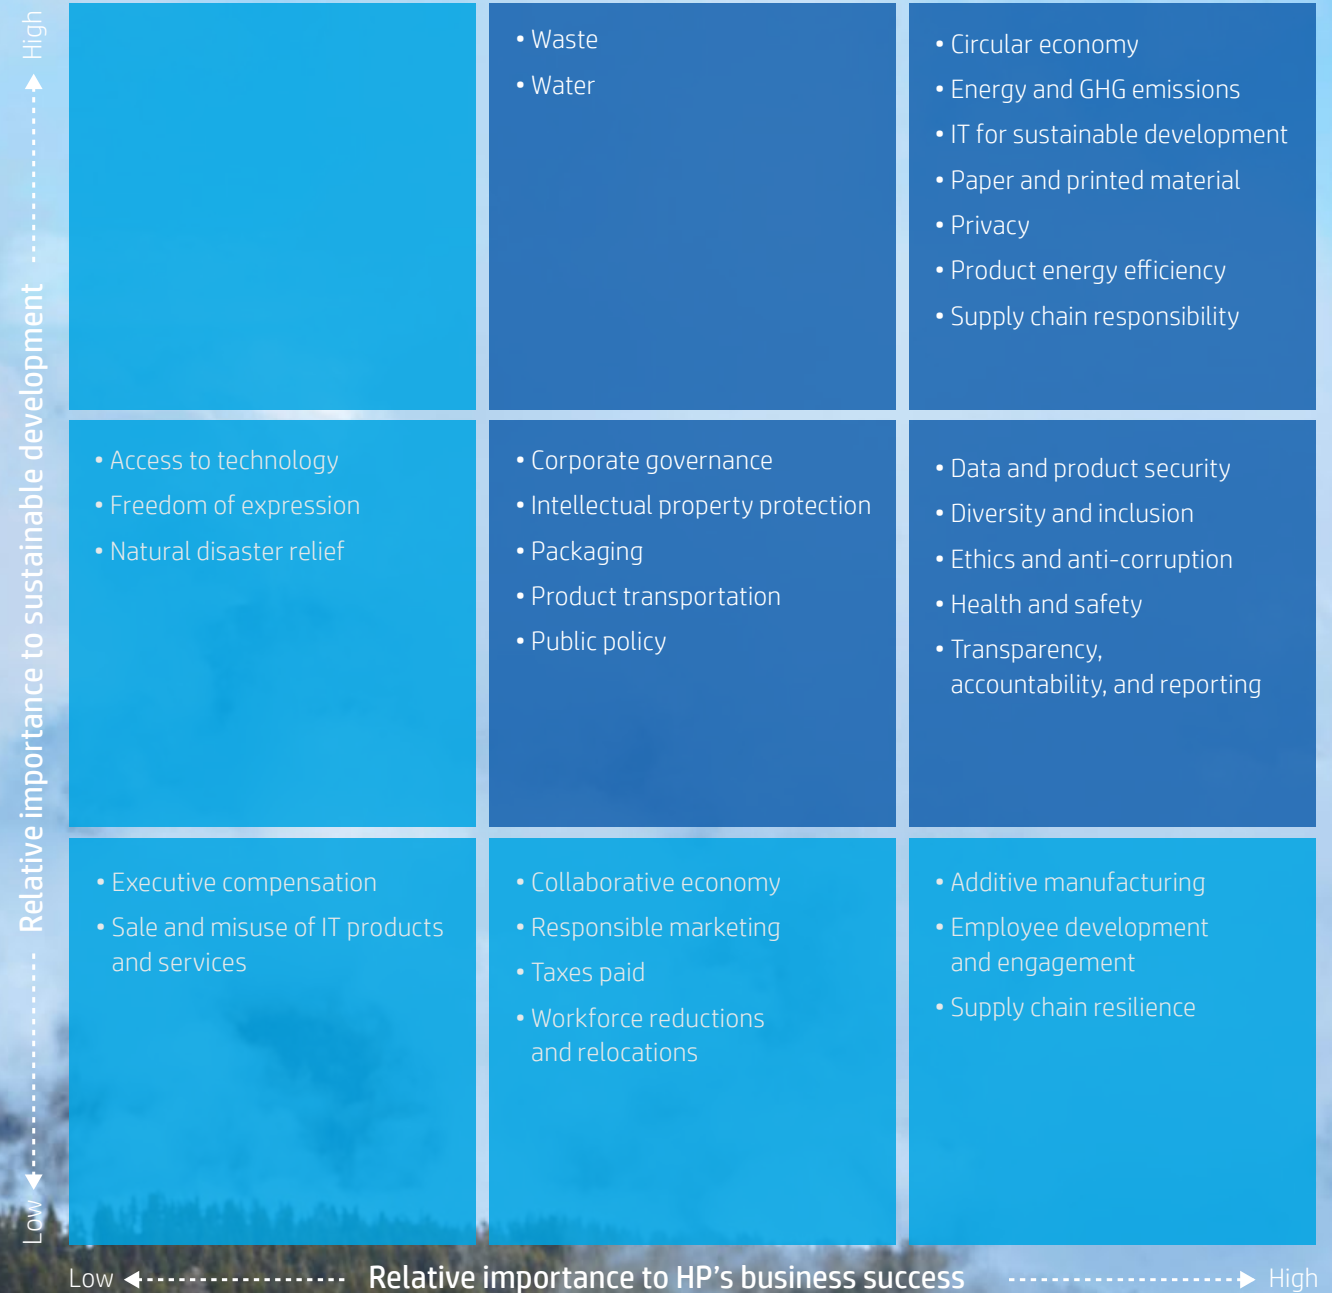 High
Relative importance to sustainable development
Low
• Waste
• Water
• Circular economy
• Energy and GHG emissions
• IT for sustainable development
• Paper and printed material
• Privacy
• Product energy efficiency
• Supply chain responsibility
• Access to technology
• Freedom of expression
• Natural disaster relief
• Corporate governance
• Intellectual property protection
• Packaging
• Product transportation
• Public policy
• Data and product security
• Diversity and inclusion
• Ethics and anti-corruption
• Health and safety
• Transparency,
accountability, and reporting
• Executive compensation
• Sale and misuse of IT products
and services
• Collaborative economy
• Responsible marketing
• Taxes paid
• Workforce reductions
and relocations
• Additive manufacturing
• Employee development
and engagement
• Supply chain resilience
Low
Relative importance to HP’s business success
High